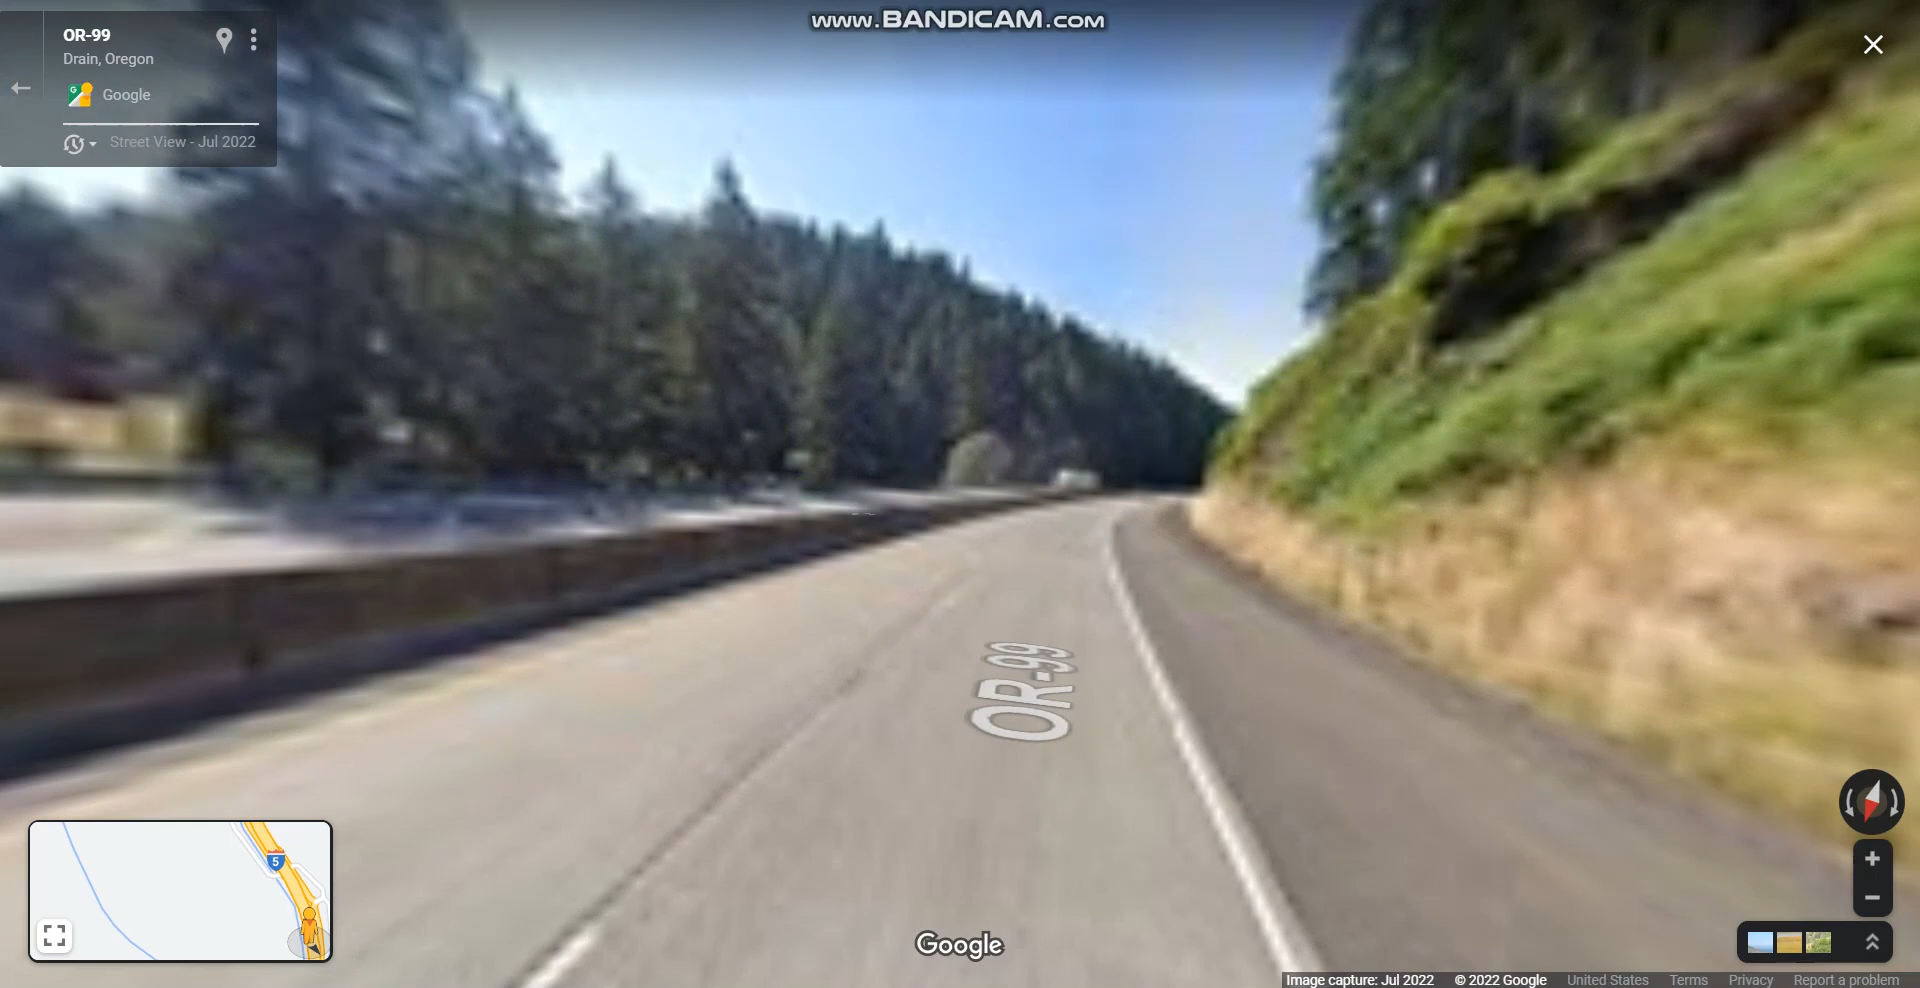 www.BANDICAM.com
OR-99
Drain, Oregon
Google
Street View - Jul 2022
OR-99
5
Google
Image capture: Jul 2022 © 2022 Google United States Terms Privacy Report a problem